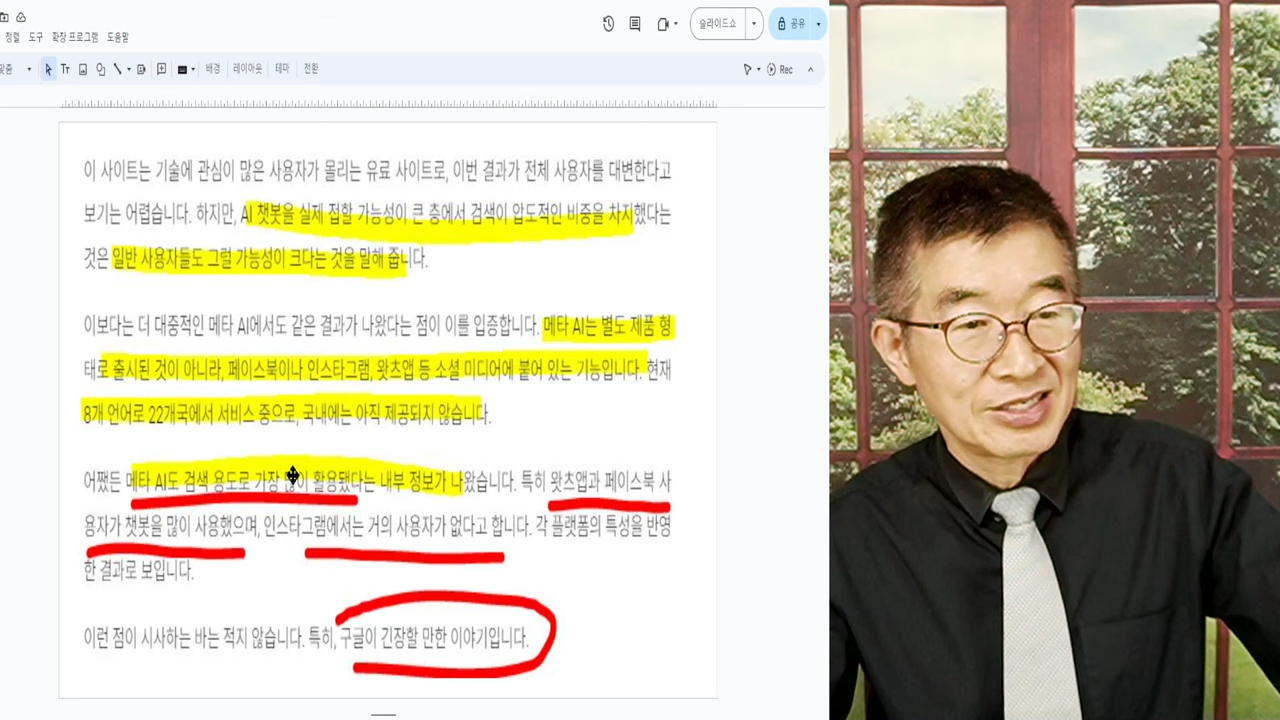 정렬 도구 확장 프로그램 도움말
슬라이드쇼
공유
맞춤
배경 레이아웃 테마 전환
Rec
이 사이트는 기술에 관심이 많은 사용자가 몰리는 유료 사이트로, 이번 결과가 전체 사용자를 대변한다고
보기는 어렵습니다. 하지만, AI 챗봇을 실제 접할 가능성이 큰 층에서 검색이 압도적인 비중을 차지했다는
것은 일반 사용자들도 그럴 가능성이 크다는 것을 말해 줍니다.
이보다는 더 대중적인 메타 AI에서도 같은 결과가 나왔다는 점이 이를 입증합니다. 메타 AI는 별도 제품 형
태로 출시된 것이 아니라, 페이스북이나 인스타그램, 왓츠앱 등 소셜 미디어에 붙어 있는 기능입니다. 현재
8개 언어로 22개국에서 서비스 중으로, 국내에는 아직 제공되지 않습니다.
어쨌든 메타 AI도 검색 용도로 가장 많이 활용됐다는 내부 정보가 나왔습니다. 특히 왓츠앱과 페이스북 사
용자가 챗봇을 많이 사용했으며, 인스타그램에서는 거의 사용자가 없다고 합니다. 각 플랫폼의 특성을 반영
한 결과로 보입니다.
이런 점이 시사하는 바는 적지 않습니다. 특히, 구글이 긴장할 만한 이야기입니다.